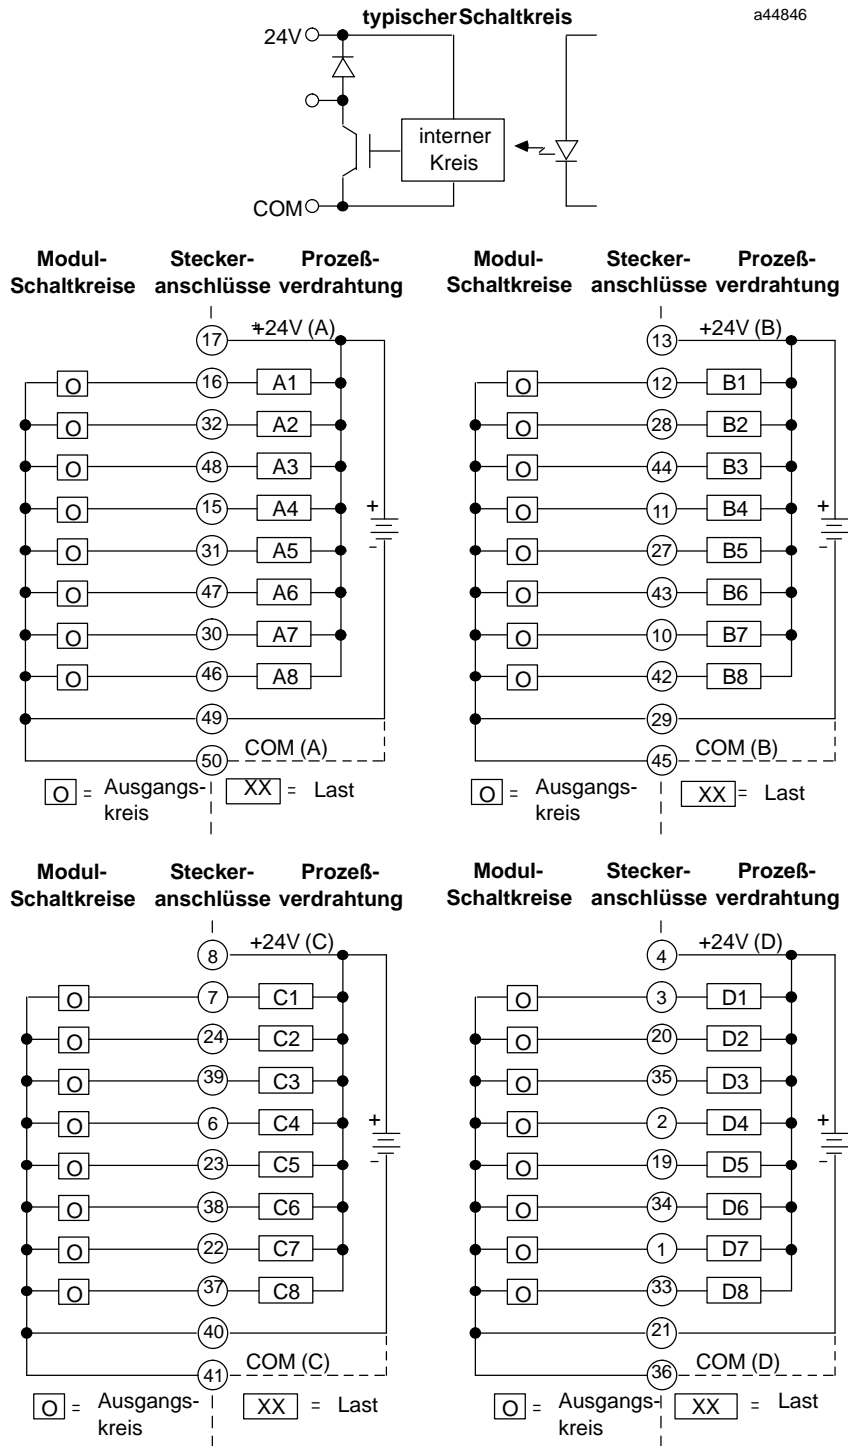 typischer Schaltkreis
a44846
24V
interner
Kreis
COM
Modul-
Schaltkreise
Stecker-
anschlüsse
Prozeß-
verdrahtung
17 +24V (A)
O 16 A1
O 32 A2
O 48 A3
O 15 A4
+
O 31 A5
-
O 47 A6
O 30 A7
O 46 A8
49
50 COM (A)
O = Ausgangs-
kreis
XX = Last
Modul-
Schaltkreise
Stecker-
anschlüsse
Prozeß-
verdrahtung
13 +24V (B)
O 12 B1
O 28 B2
O 44 B3
O 11 B4
+
O 27 B5
-
O 43 B6
O 10 B7
O 42 B8
29
45 COM (B)
O = Ausgangs-
kreis
XX = Last
Modul-
Schaltkreise
Stecker-
anschlüsse
Prozeß-
verdrahtung
8 +24V (C)
O 7 C1
O 24 C2
O 39 C3
O 6 C4
+
O 23 C5
-
O 38 C6
O 22 C7
O 37 C8
40
41 COM (C)
O = Ausgangs-
kreis
XX = Last
Modul-
Schaltkreise
Stecker-
anschlüsse
Prozeß-
verdrahtung
4 +24V (D)
O 3 D1
O 20 D2
O 35 D3
O 2 D4
+
O 19 D5
-
O 34 D6
O 1 D7
O 33 D8
21
36 COM (D)
O = Ausgangs-
kreis
XX = Last